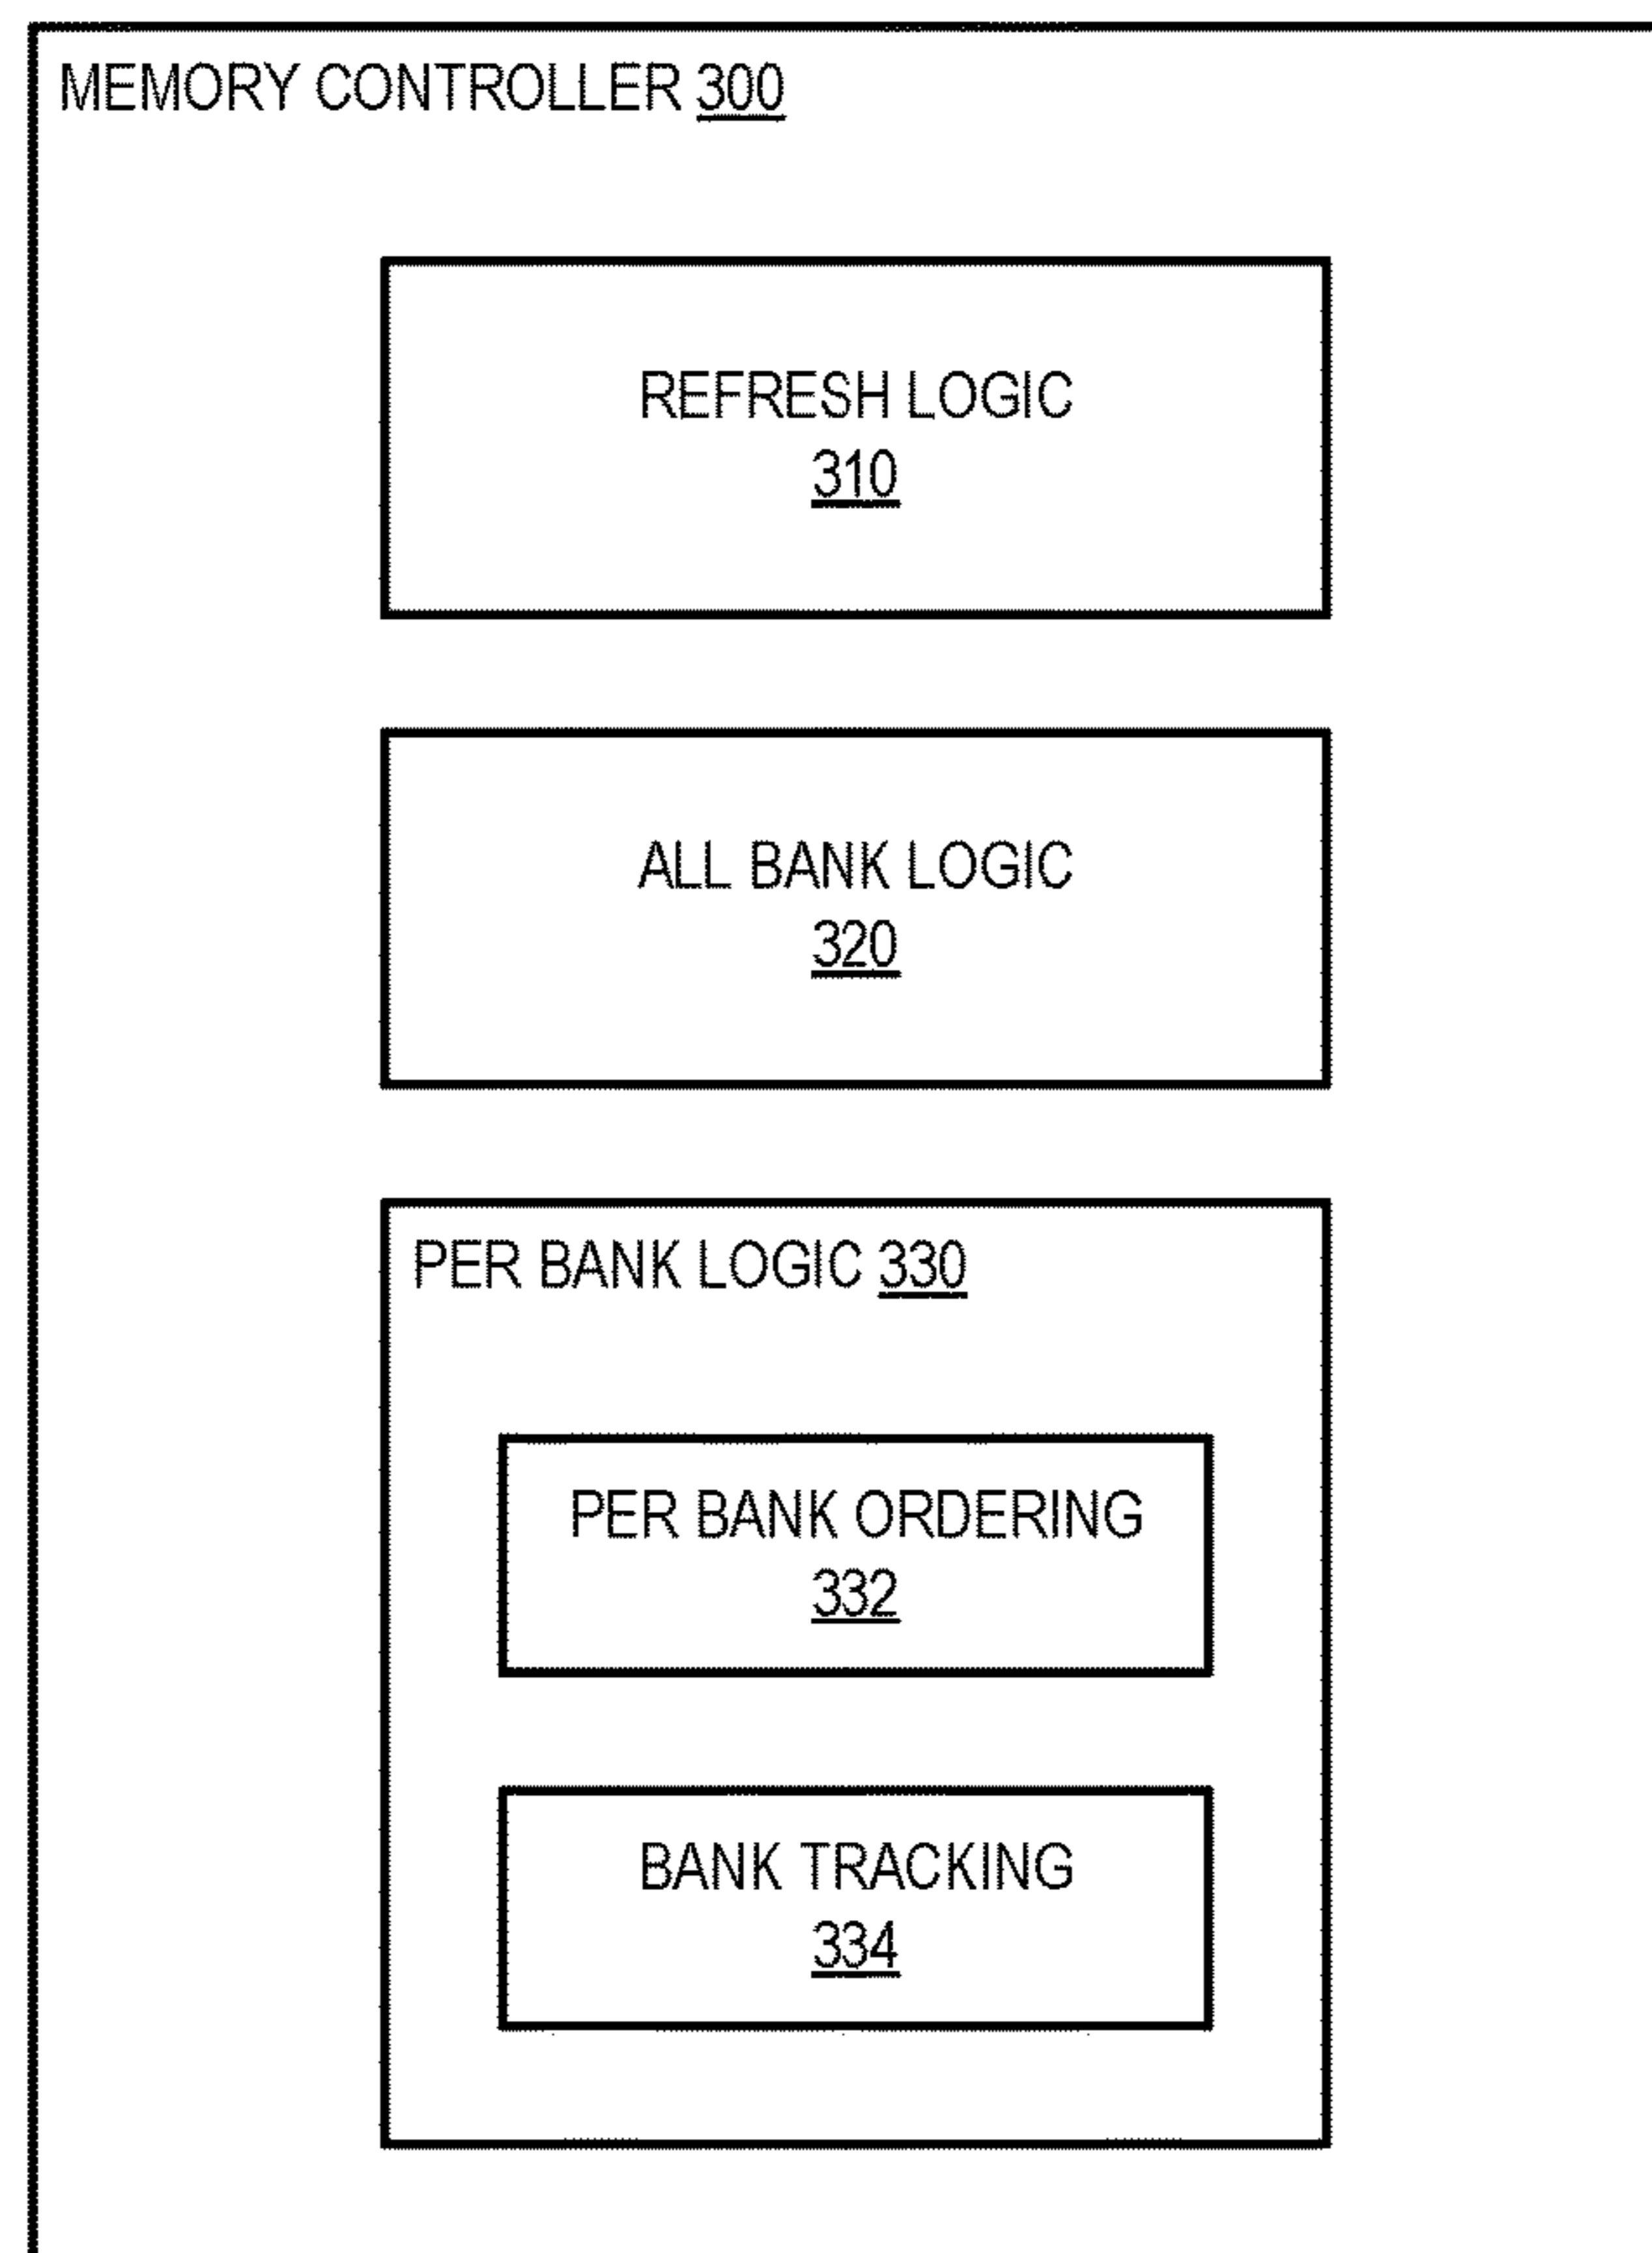 MEMORY CONTROLLER 300
REFRESH LOGIC
310
ALL BANK LOGIC
320
PER BANK LOGIC 330
PER BANK ORDERING
332
BANK TRACKING
334